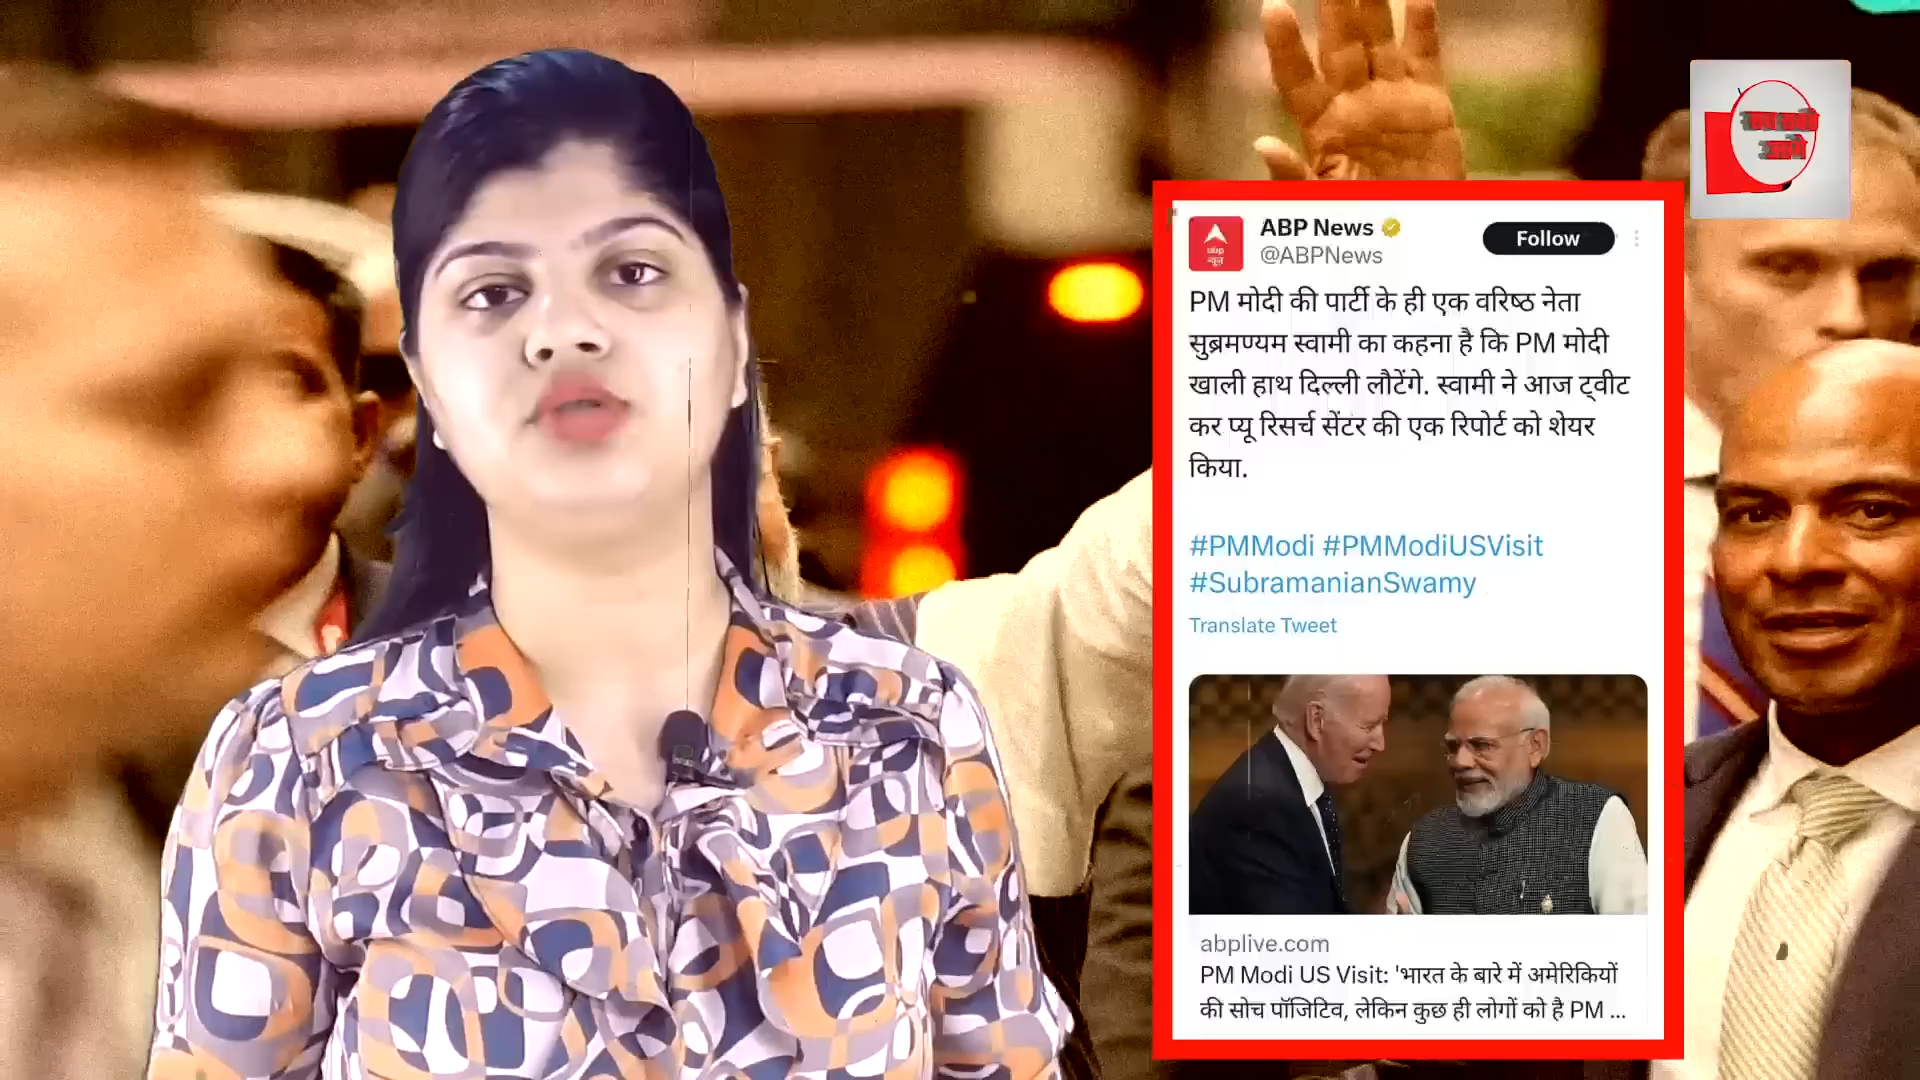 ABP News
@ABPNews
Follow
abp
न्यूज़
PM मोदी की पार्टी के ही एक वरिष्ठ नेता
सुब्रमण्यम स्वामी का कहना है कि PM मोदी
खाली हाथ दिल्ली लौटेंगे. स्वामी ने आज ट्वीट
कर प्यू रिसर्च सेंटर की एक रिपोर्ट को शेयर
किया.
#PMModi #PMModiUSVisit
#SubramanianSwamy
Translate Tweet
abplive.com
PM Modi US Visit: 'भारत के बारे में अमेरिकियों
की सोच पॉजिटिव, लेकिन कुछ ही लोगों को है PM ...